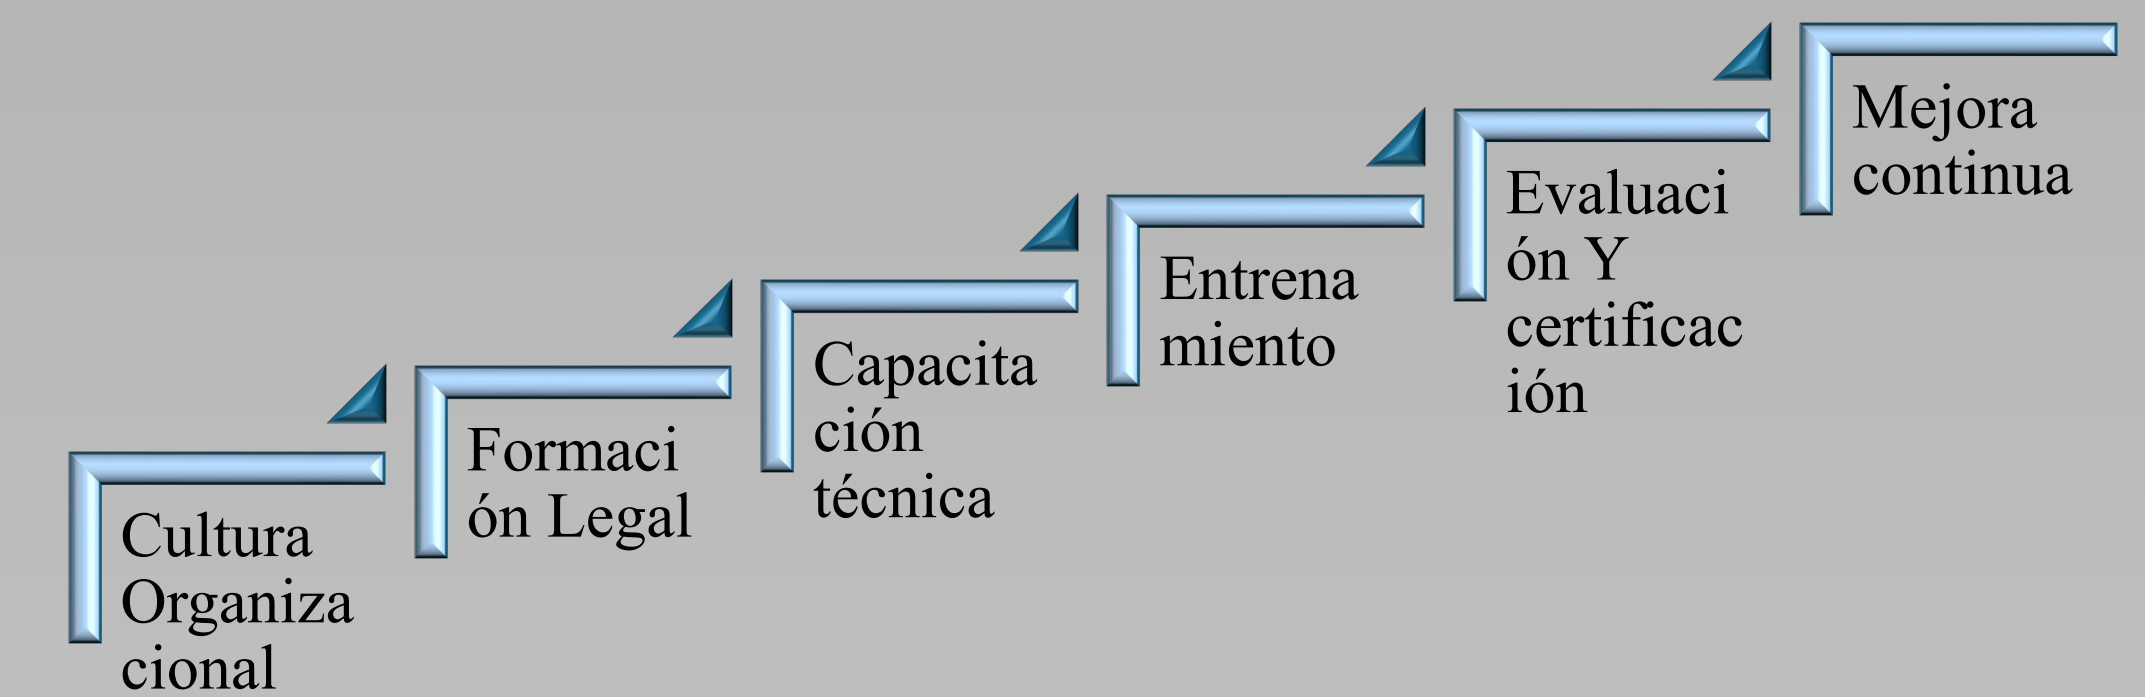 Cultura
Organiza
cional
Formaci
ón Legal
Capacita
ción
técnica
Entrena
miento
Evaluaci
ón Y
certificac
ión
Mejora
continua